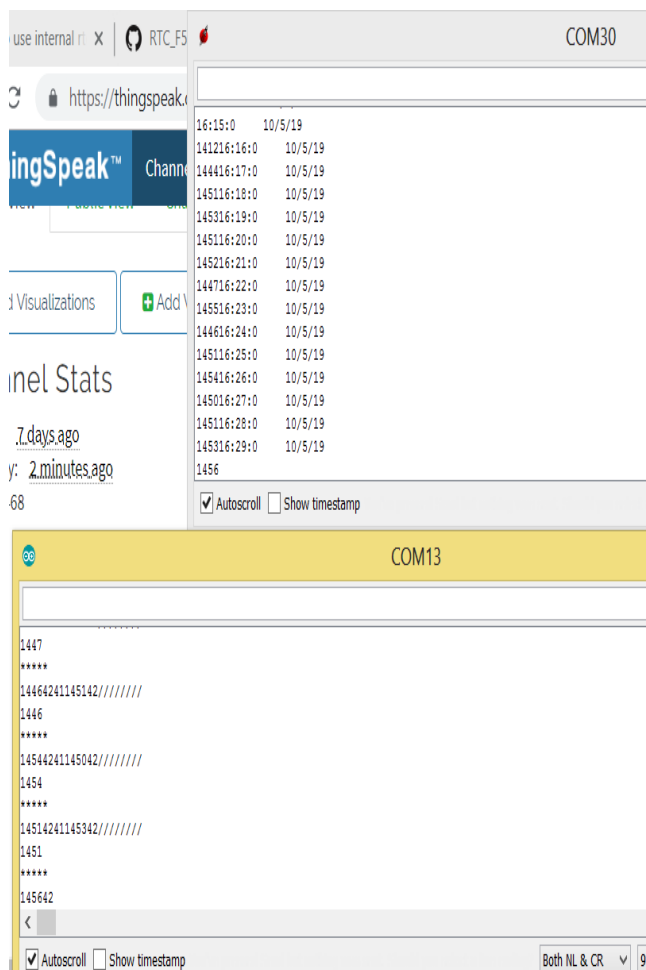 use internal r
RTC_F5
COM30
https://thingspeak.
ingSpeak™
Channe
16:15:0 10/5/19
141216:16:0 10/5/19
144416:17:0 10/5/19
145116:18:0 10/5/19
145316:19:0 10/5/19
145116:20:0 10/5/19
145216:21:0 10/5/19
144716:22:0 10/5/19
145516:23:0 10/5/19
144616:24:0 10/5/19
145116:25:0 10/5/19
145416:26:0 10/5/19
145016:27:0 10/5/19
145116:28:0 10/5/19
145316:29:0 10/5/19
1456
Autoscroll Show timestamp
d Visualizations
Add V
nel Stats
7 days ago
y: 2 minutes ago
68
COM13
1447
*****
14464241145142////////
1446
*****
14544241145042////////
1454
*****
14514241145342////////
1451
*****
145642
Autoscroll Show timestamp
Both NL & CR
9